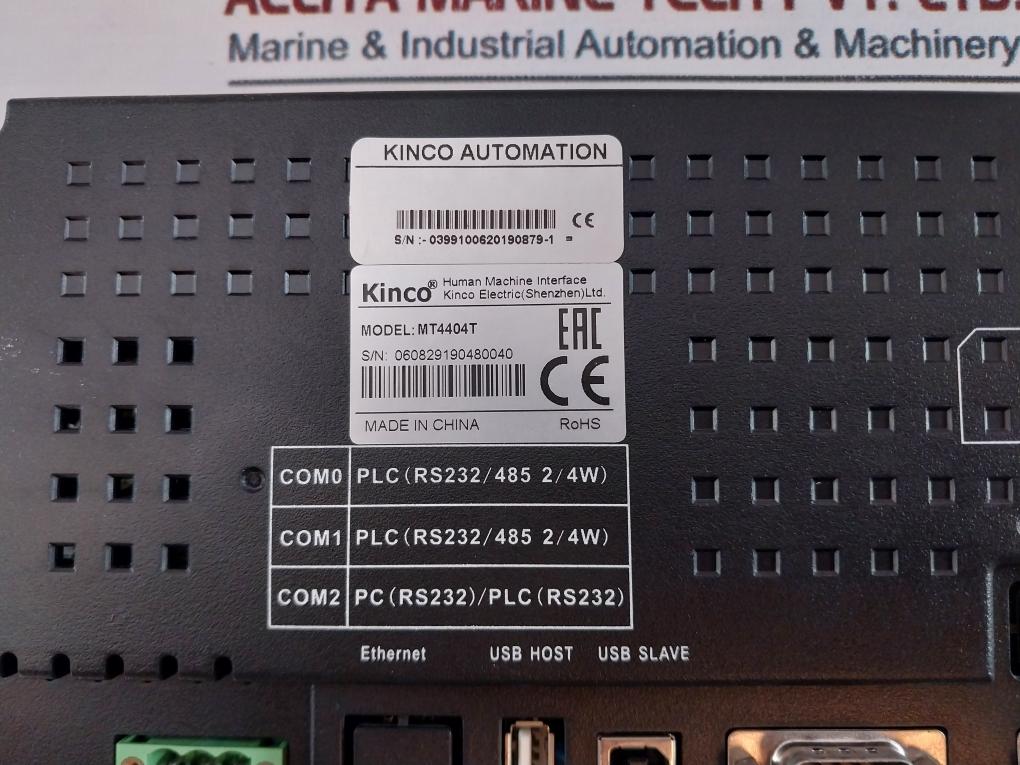 Marine & Industrial Automation & Machinery
KINCO AUTOMATION
CE
S/N :- 0399100620190879-1
Kinco® Human Machine Interface
Kinco Electric(Shenzhen)Ltd.
MODEL: MT4404T
EAC
S/N: 060829190480040
CE
MADE IN CHINA RoHS
COM0 PLC(RS232/485 2/4W)
COM1 PLC(RS232/485 2/4W)
COM2 PC(RS232)/PLC(RS232)
Ethernet USB HOST USB SLAVE